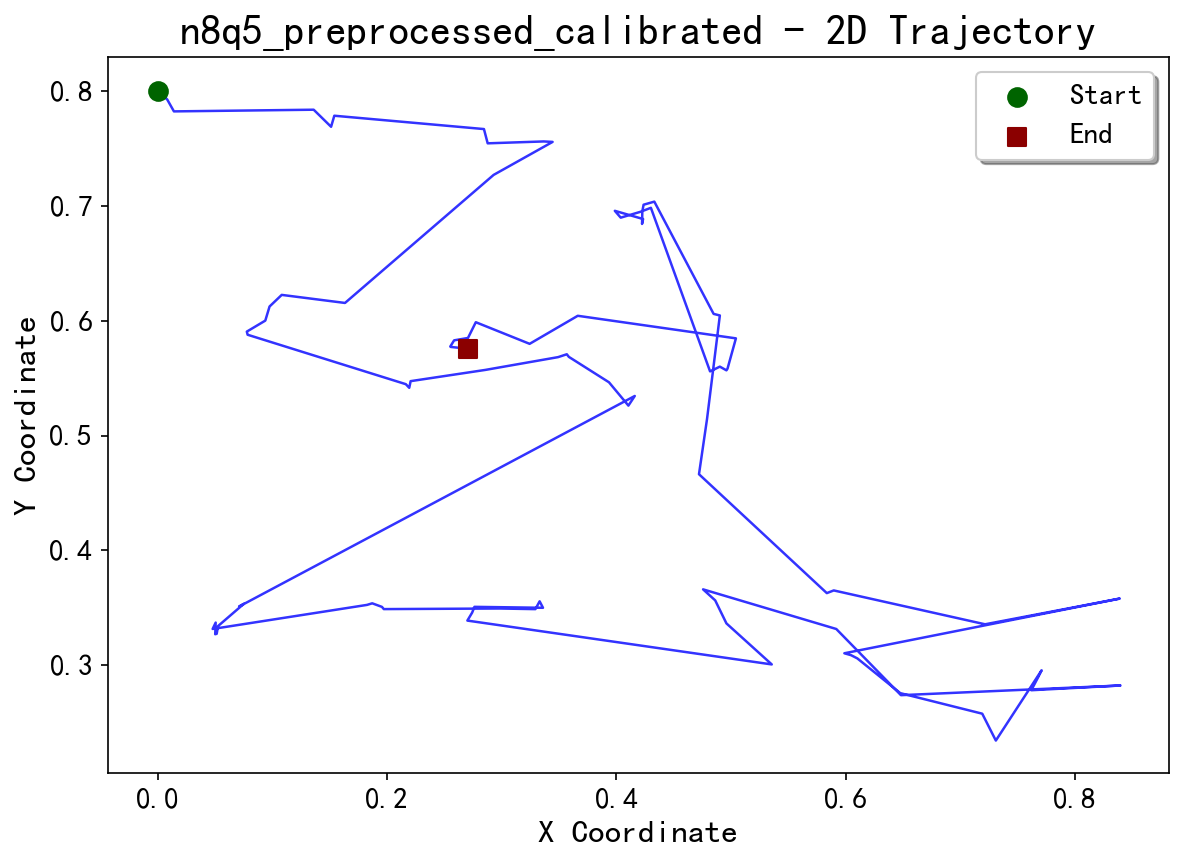 n8q5_preprocessed_calibrated - 2D Trajectory
Start
End
0.8
0.7
0.6
0.5
0.4
0.3
Y Coordinate
0.0 0.2 0.4 0.6 0.8
X Coordinate